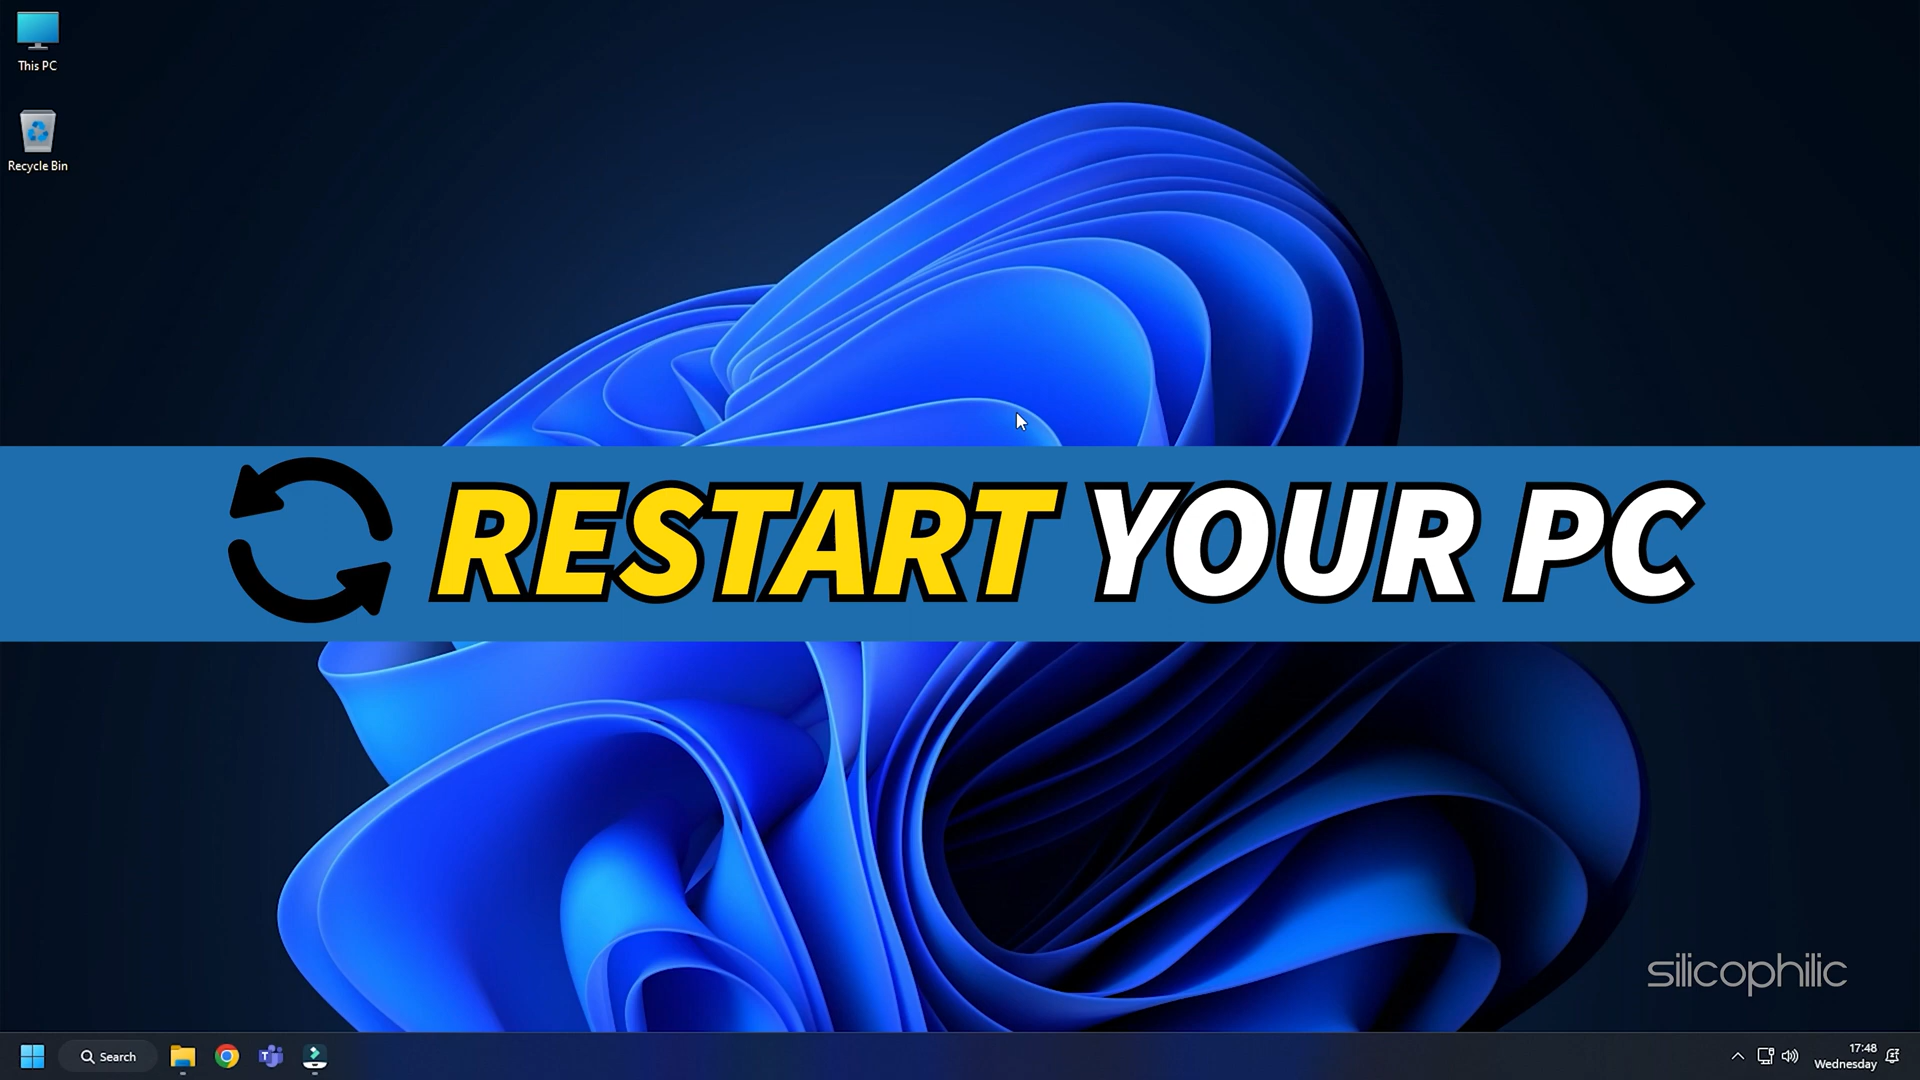 This PC
Recycle Bin
RESTART YOUR PC
silicophilic
Search
17:48
Wednesday